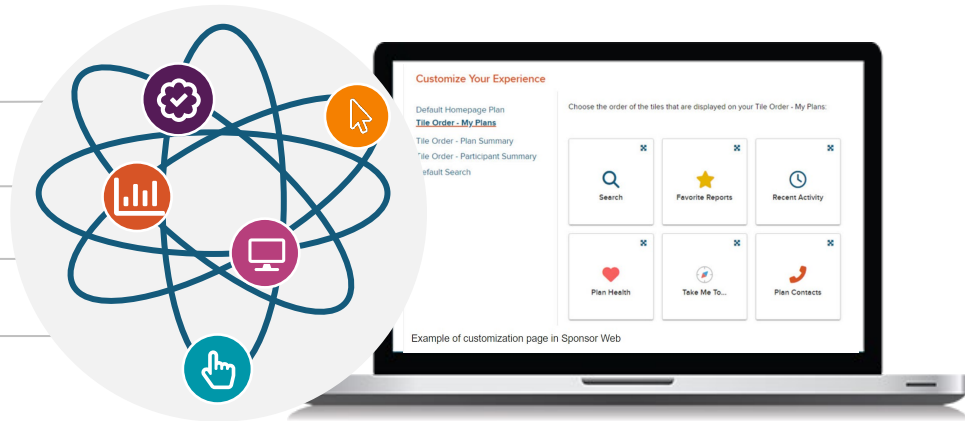 Customize Your Experience
Default Homepage Plan
Tile Order - My Plans
Tile Order - Plan Summary
Tile Order - Participant Summary
Default Search
Choose the order of the tiles that are displayed on your Tile Order - My Plans:
Search
Favorite Reports
Recent Activity
Plan Health
Take Me To...
Plan Contacts
Example of customization page in Sponsor Web